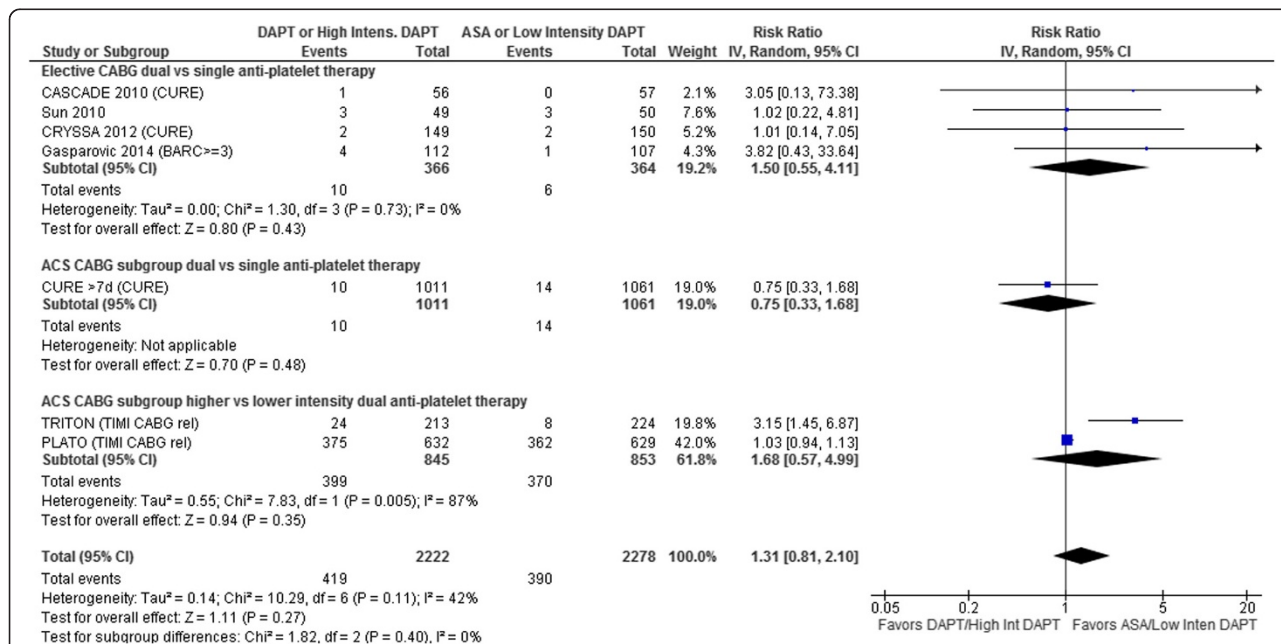 DAPT or High Intens. DAPT ASA or Low Intensity DAPT Risk Ratio Risk Ratio
Study or Subgroup Events Total Events Total Weight IV, Random, 95% CI IV, Random, 95% CI
Elective CABG dual vs single anti-platelet therapy
CASCADE 2010 (CURE) 1 56 0 57 2.1% 3.05 [0.13, 73.38]
Sun 2010 3 49 3 50 7.6% 1.02 [0.22, 4.81]
CRYSSA 2012 (CURE) 2 149 2 150 5.2% 1.01 [0.14, 7.05]
Gasparovic 2014 (BARC>=3) 4 112 1 107 4.3% 3.82 [0.43, 33.64]
Subtotal (95% CI) 366 364 19.2% 1.50 [0.55, 4.11]
Total events 10 6
Heterogeneity: Tau² = 0.00; Chi² = 1.30, df = 3 (P = 0.73); I² = 0%
Test for overall effect: Z = 0.80 (P = 0.43)
ACS CABG subgroup dual vs single anti-platelet therapy
CURE >7d (CURE) 10 1011 14 1061 19.0% 0.75 [0.33, 1.68]
Subtotal (95% CI) 1011 1061 19.0% 0.75 [0.33, 1.68]
Total events 10 14
Heterogeneity: Not applicable
Test for overall effect: Z = 0.70 (P = 0.48)
ACS CABG subgroup higher vs lower intensity dual anti-platelet therapy
TRITON (TIMI CABG rel) 24 213 8 224 19.8% 3.15 [1.45, 6.87]
PLATO (TIMI CABG rel) 375 632 362 629 42.0% 1.03 [0.94, 1.13]
Subtotal (95% CI) 845 853 61.8% 1.68 [0.57, 4.99]
Total events 399 370
Heterogeneity: Tau² = 0.55; Chi² = 7.83, df = 1 (P = 0.005); I² = 87%
Test for overall effect: Z = 0.94 (P = 0.35)
Total (95% CI) 2222 2278 100.0% 1.31 [0.81, 2.10]
Total events 419 390
Heterogeneity: Tau² = 0.14; Chi² = 10.29, df = 6 (P = 0.11); I² = 42%
Test for overall effect: Z = 1.11 (P = 0.27)
Test for subgroup differences: Chi² = 1.82, df = 2 (P = 0.40), I² = 0%
0.05 0.2 1 5 20
Favors DAPT/High Int DAPT Favors ASA/Low Inten DAPT